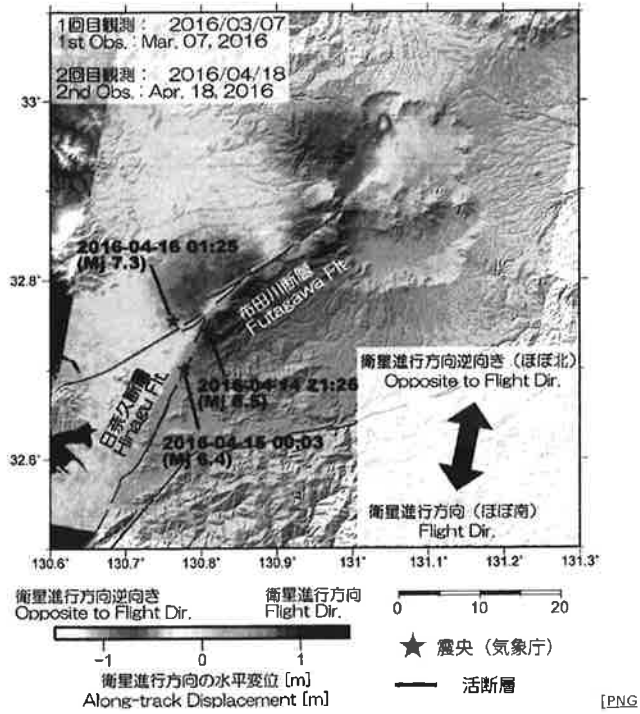 1回目観測： 2016/03/07
1st Obs.: Mar. 07, 2016
2回目観測： 2016/04/18
2nd Obs.: Apr. 18, 2016
33°
2016-04-16 01:25
(Mj 7.3)
32.8°
布田川断層
Futagawa Flt.
日奈久断層
Hinagu Flt.
2016-04-14 21:26
(Mj 6.5)
2016-04-15 00:03
(Mj 6.4)
32.6°
衛星進行方向逆向き（ほぼ北）
Opposite to Flight Dir.
衛星進行方向（ほぼ南）
Flight Dir.
130.6° 130.7° 130.8° 130.9° 131° 131.1° 131.2° 131.3°
衛星進行方向逆向き 衛星進行方向
Opposite to Flight Dir. Flight Dir.
-1 0 1
衛星進行方向の水平変位 [m]
Along-track Displacement [m]
0 10 20
震央（気象庁）
活断層
[PNG